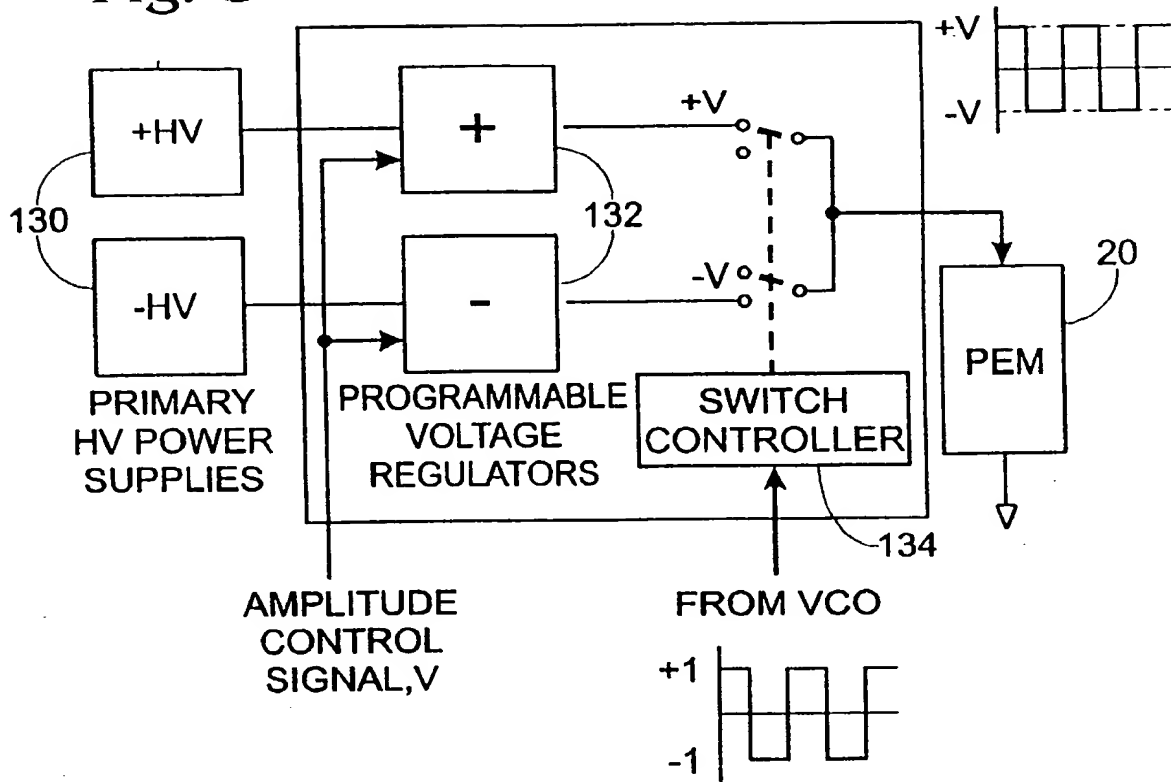 +V
-V
+HV
+
+V
130
132
-HV
-
-V
20
PEM
PRIMARY
HV POWER
SUPPLIES
PROGRAMMABLE
VOLTAGE
REGULATORS
SWITCH
CONTROLLER
134
AMPLITUDE
CONTROL
SIGNAL,V
FROM VCO
+1
-1